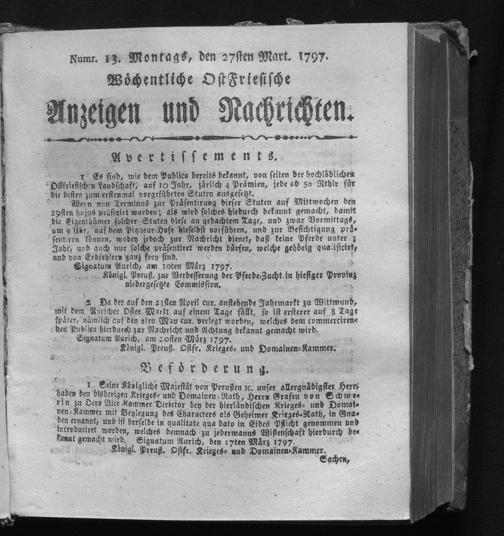 Numr. 13. Montags, den 27sten Mart. 1797.
Wöchentliche OstFriesische
Anzeigen und Nachrichten.
Avertissements.
1 Es sind, wie dem Publico bereits bekannt, von seiten der hochlöblichen
Ostfriesischen Landschaft, auf 10 Jahr, järlich 4 Prämien, jede ad 50 Rthlr für
die besten zum erstenmal vorgeführten Stuten ausgesetzt.
Wenn nun Terminus zur Präsentirung dieser Stuten auf Mittwochen den
29sten hujus präfigirt worden; als wird solches hiedurch bekannt gemacht, damit
die Eigenthümer solcher Stuten diese an gedachtem Tage, und zwar Vormittags,
um 9 Uhr, auf dem Piqueur-Hofe hieselbst vorführen, und zur Besichtigung prä-
sentiren können, wobey jedoch zur Nachricht dienet, daß keine Pferde unter 3
Jahr, und auch nur solche präsentiret werden dürfen, welche gehörig qualificirt,
und von Erbfehlern ganz frey sind.
Signatum Aurich, am 10ten März 1797.
Königl. Preuß. zur Verbesserung der Pferde-Zucht in hiesiger Provinz
niedergesetzte Commission.
2. Da der auf den 21sten April cur. anstehende Jahrmarkt zu Wittmund,
mit dem Auricher Oster Markt auf einem Tage fällt, so ist ersterer auf 8 Tage
später, nämlich auf den 2ten May cur. verlegt worden, welches dem commercirens-
den Publico hierdurch zur Nachricht und Achtung bekannt gemacht wird.
Signatum Aurich, am 20sten März 1797.
Königl. Preuß. Ostfr. Krieges- und Domainen-Kammer.
Beförderung.
1. Seine Königliche Majestät von Preußen ꝛc. unser allergnädigster Herr,
haben den bisherigen Krieges- und Domainen-Rath, Herrn Grafen von Schwe-
rin zu Dero Vice Kammer Director bey der hierländischen Krieges- und Domai-
nen-Kammer mit Beylegung des Characters als Geheimer Krieges-Rath, in Gna-
den ernannt, und ist derselbe in qualitate qua dato in Eides Pflicht genommen und
introduciret worden, welches demnach zu jedermanns Wissenschaft hierdurch be-
kannt gemacht wird. Signatum Aurich, den 17ten März 1797.
Königl. Preuß. Ostfr. Krieges- und Domainen-Kammer.
Sachen,